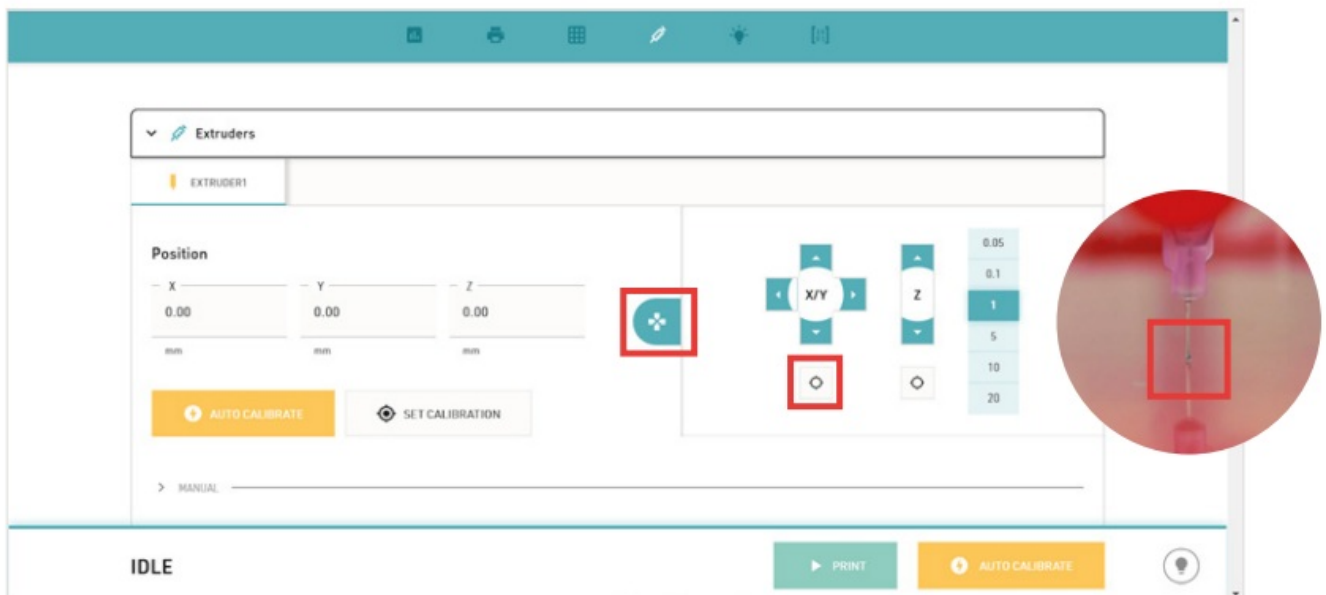 Extruders
EXTRUDER1
Position
X
Y
Z
0.00
0.00
0.00
mm
mm
mm
AUTO CALIBRATE
SET CALIBRATION
X/Y
Z
0.05
0.1
1
5
10
20
MANUAL
IDLE
PRINT
AUTO CALIBRATE